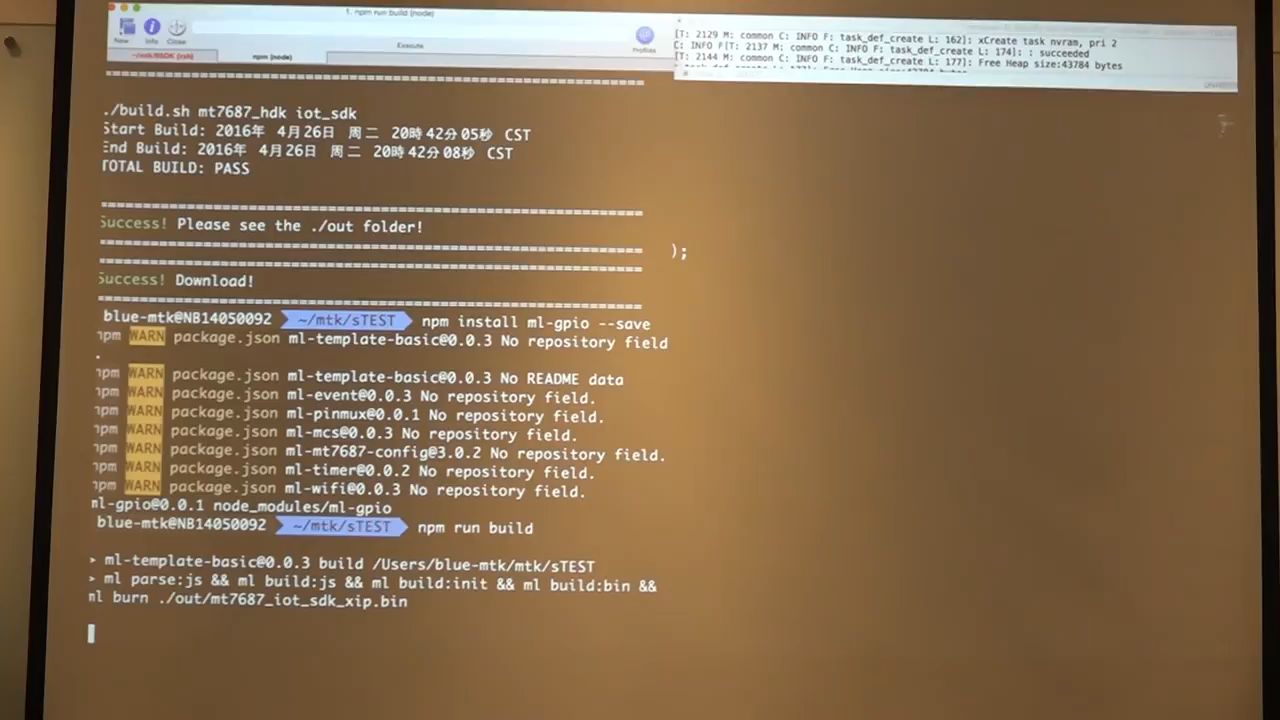 1. npm run build (node)
New Info Close
Execute
Profiles
npm (node)
[T: 2129 M: common C: INFO F: task_def_create L: 162]: xCreate task nvram, pri 2
C: INFO F[T: 2137 M: common C: INFO F: task_def_create L: 174]: : succeeded
[T: 2144 M: common C: INFO F: task_def_create L: 177]: Free Heap size:43784 bytes
./build.sh mt7687_hdk iot_sdk
Start Build: 2016年 4月26日 周二 20時42分05秒 CST
End Build: 2016年 4月26日 周二 20時42分08秒 CST
TOTAL BUILD: PASS
==============================================================
Success! Please see the ./out folder!
==============================================================
);
==============================================================
Success! Download!
==============================================================
blue-mtk@NB14050092 ~/mtk/sTEST npm install ml-gpio --save
npm WARN package.json ml-template-basic@0.0.3 No repository field
.
npm WARN package.json ml-template-basic@0.0.3 No README data
npm WARN package.json ml-event@0.0.3 No repository field.
npm WARN package.json ml-pinmux@0.0.1 No repository field.
npm WARN package.json ml-mcs@0.0.3 No repository field.
npm WARN package.json ml-mt7687-config@3.0.2 No repository field.
npm WARN package.json ml-timer@0.0.2 No repository field.
npm WARN package.json ml-wifi@0.0.3 No repository field.
ml-gpio@0.0.1 node_modules/ml-gpio
blue-mtk@NB14050092 ~/mtk/sTEST npm run build
> ml-template-basic@0.0.3 build /Users/blue-mtk/mtk/sTEST
> ml parse:js && ml build:js && ml build:init && ml build:bin &&
ml burn ./out/mt7687_iot_sdk_xip.bin